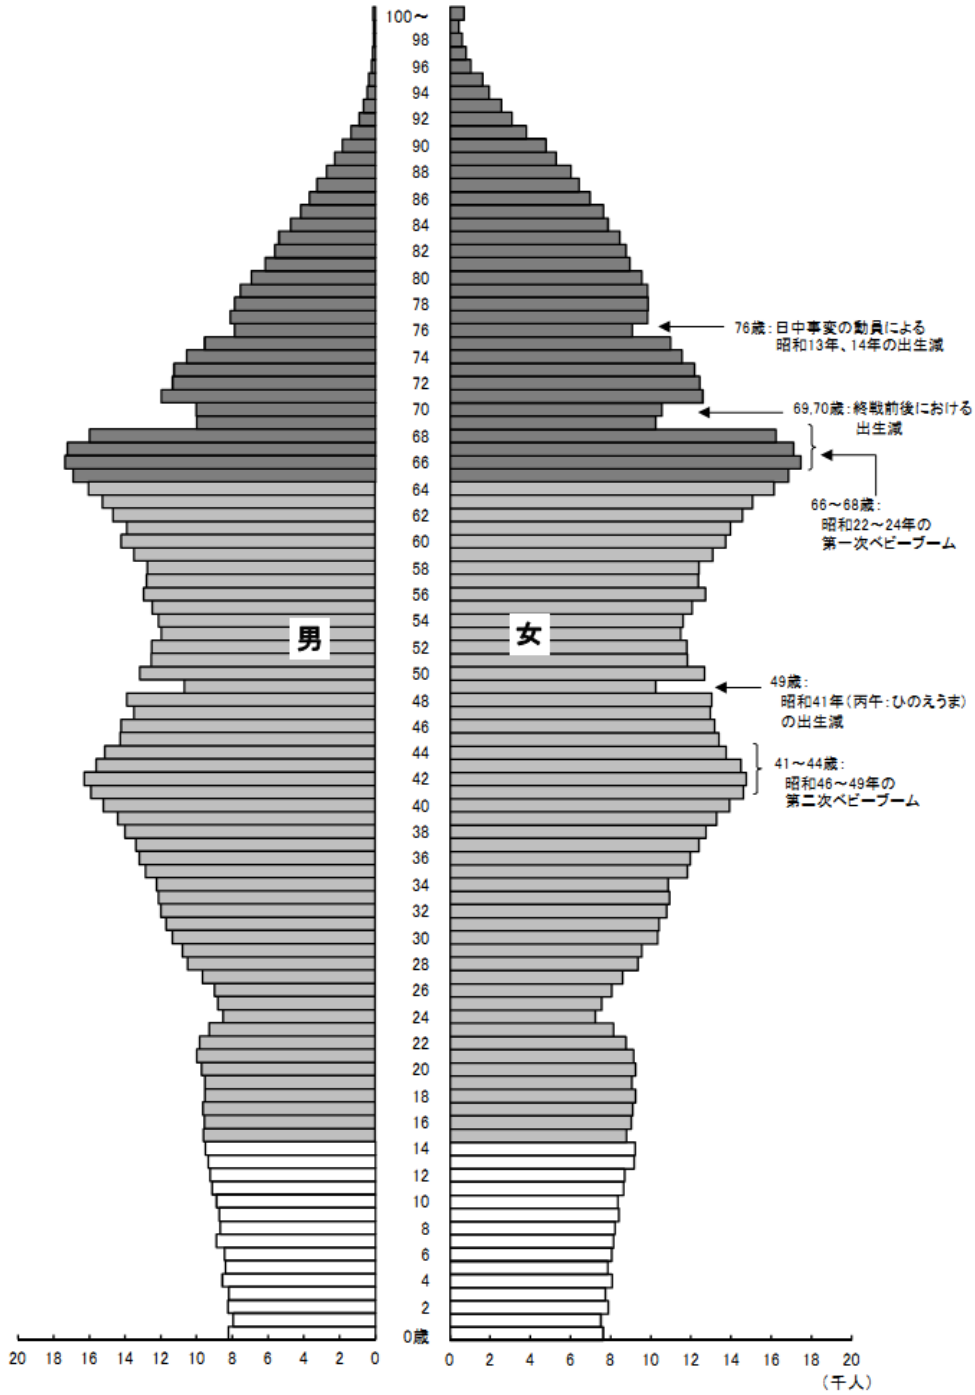 100～
98
96
94
92
90
88
86
84
82
80
78
76
74
72
70
68
66
64
62
60
58
56
54
52
50
48
46
44
42
40
38
36
34
32
30
28
26
24
22
20
18
16
14
12
10
8
6
4
2
0歳
男
女
76歳：日中事変の動員による
昭和13年、14年の出生減
69,70歳：終戦前後における
出生減
66～68歳：
昭和22～24年の
第一次ベビーブーム
49歳：
昭和41年(丙午：ひのえうま)
の出生減
41～44歳：
昭和46～49年の
第二次ベビーブーム
20 18 16 14 12 10 8 6 4 2 0
0 2 4 6 8 10 12 14 16 18 20
(千人)